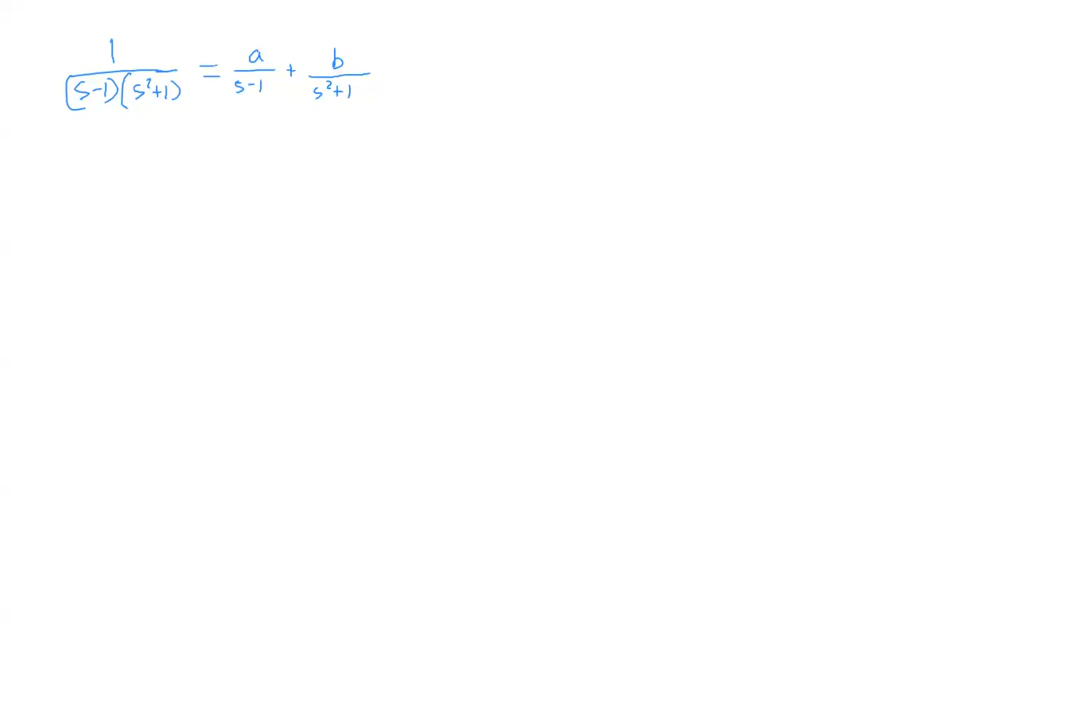 1/((s-1)(s²+1)) = a/(s-1) + b/(s²+1)